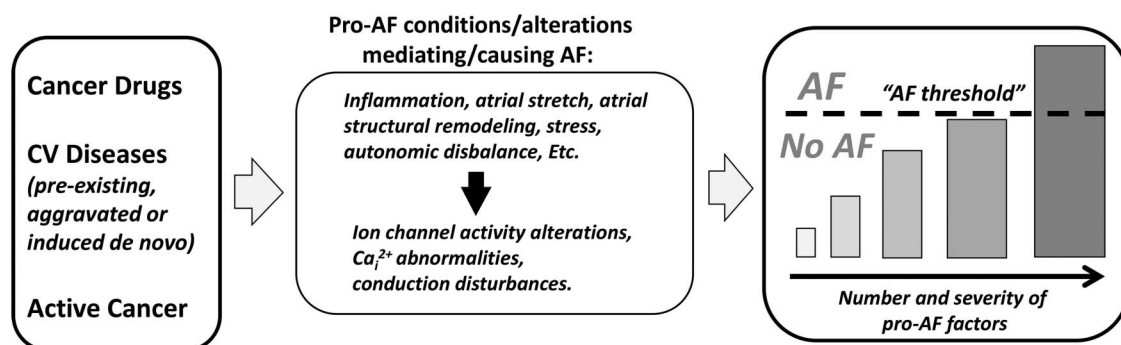 Cancer Drugs
CV Diseases
(pre-existing,
aggravated or
induced de novo)
Active Cancer
Pro-AF conditions/alterations
mediating/causing AF:
Inflammation, atrial stretch, atrial
structural remodeling, stress,
autonomic disbalance, Etc.
Ion channel activity alterations,
Caᵢ²⁺ abnormalities,
conduction disturbances.
AF
“AF threshold”
No AF
Number and severity of
pro-AF factors